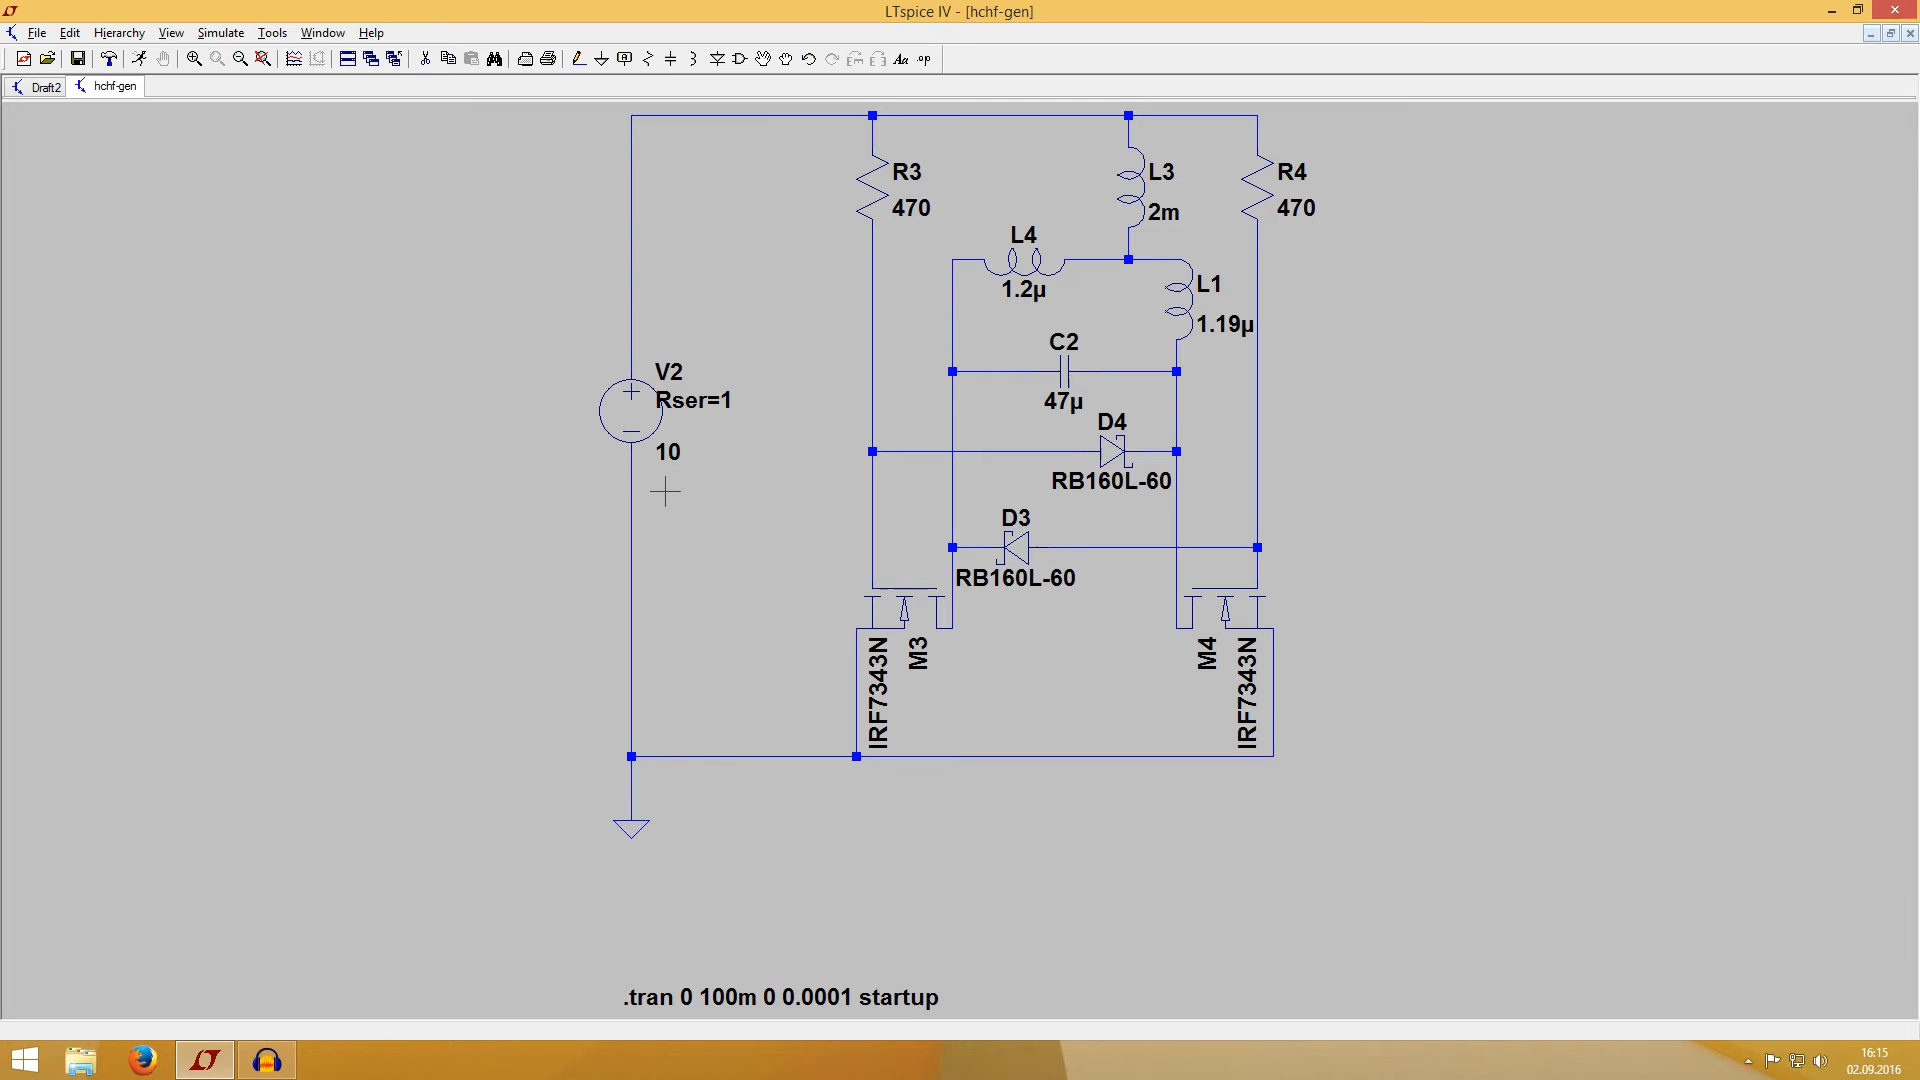 LTspice IV - [hchf-gen]
File Edit Hierarchy View Simulate Tools Window Help
Draft2 hchf-gen
R3
470
L3
2m
R4
470
L4
1.2µ
L1
1.19µ
C2
47µ
V2
Rser=1
10
D4
RB160L-60
D3
RB160L-60
IRF7343N
M3
M4
IRF7343N
.tran 0 100m 0 0.0001 startup
16:15
02.09.2016